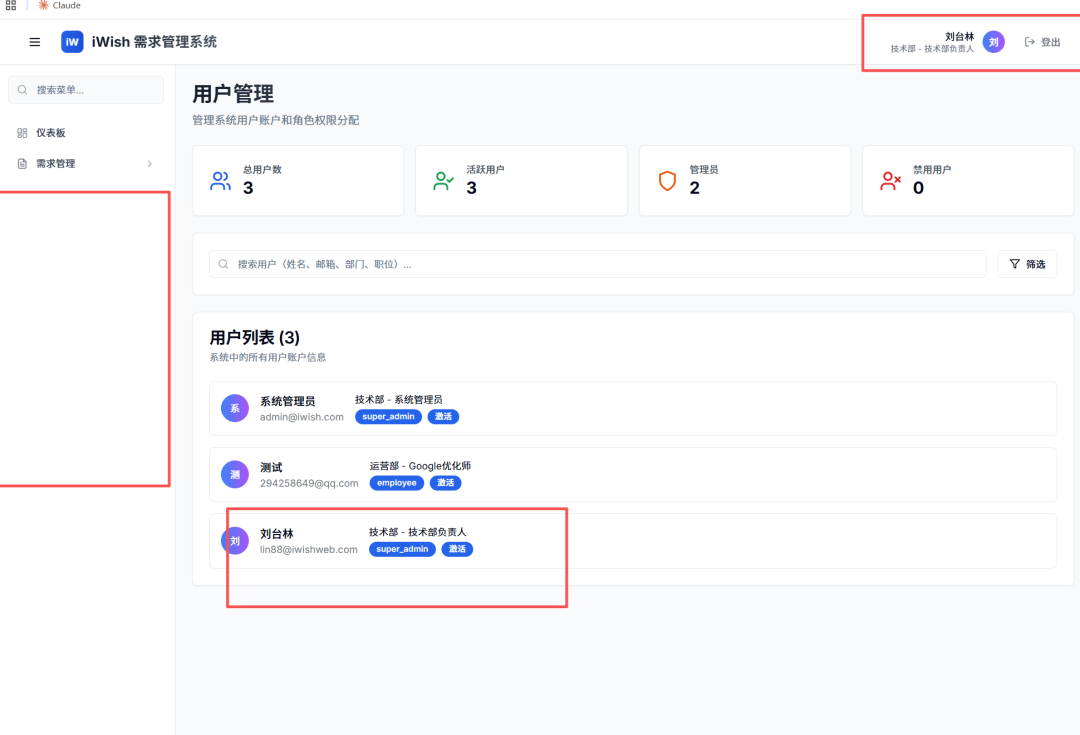 Claude
iW
iWish 需求管理系统
刘台林
技术部 - 技术部负责人
刘
登出
搜索菜单...
仪表板
需求管理
用户管理
管理系统用户账户和角色权限分配
总用户数
3
活跃用户
3
管理员
2
禁用用户
0
搜索用户（姓名、邮箱、部门、职位）...
筛选
用户列表 (3)
系统中的所有用户账户信息
系
系统管理员
admin@iwish.com
技术部 - 系统管理员
super_admin
激活
测
测试
294258649@qq.com
运营部 - Google优化师
employee
激活
刘
刘台林
lin88@iwishweb.com
技术部 - 技术部负责人
super_admin
激活